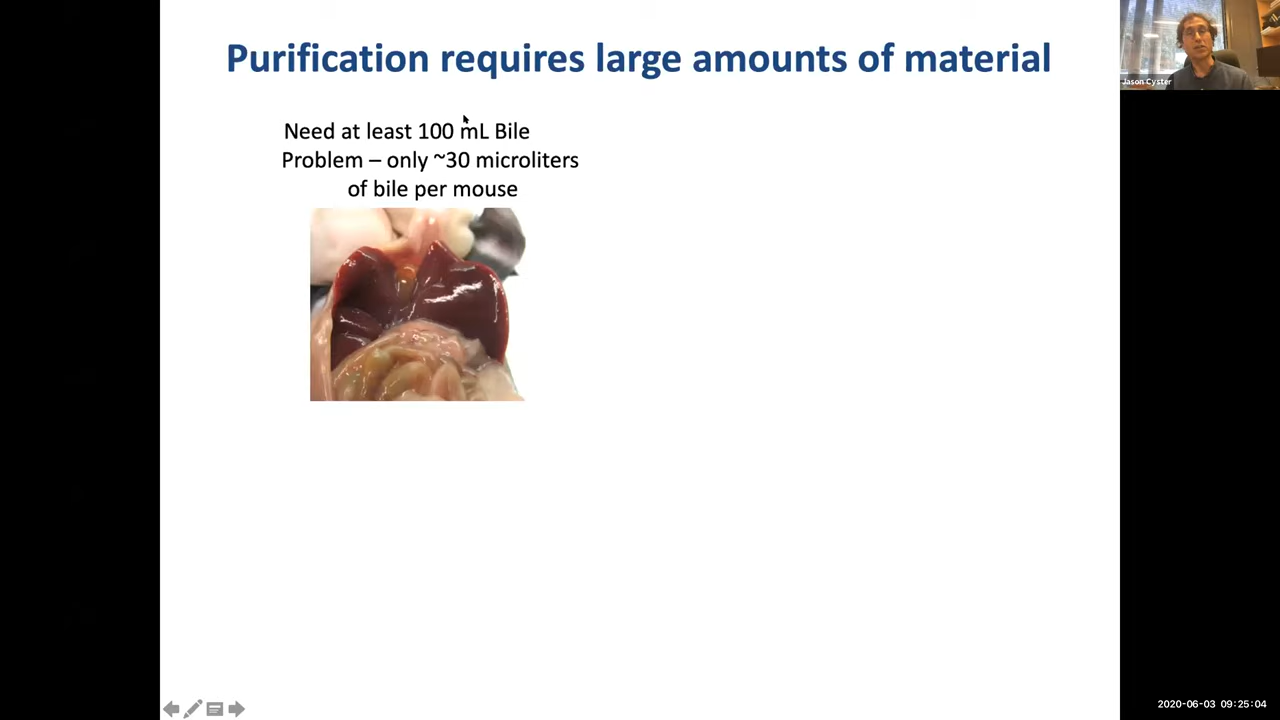 Purification requires large amounts of material
Jason Cyster
Need at least 100 mL Bile
Problem – only ~30 microliters
of bile per mouse
2020-06-03 09:25:04